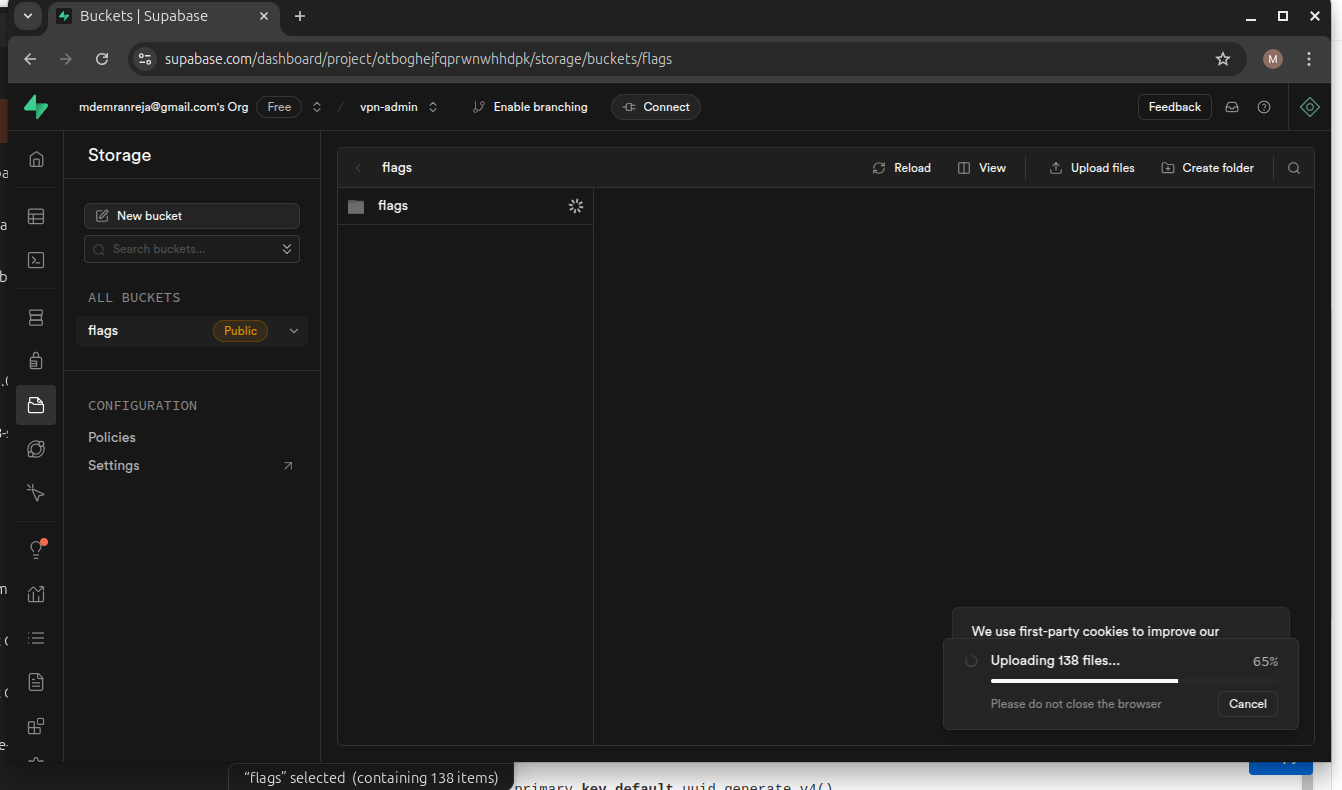 Buckets | Supabase
supabase.com/dashboard/project/otboghejfqprwnwhhdpk/storage/buckets/flags
M
mdemranreja@gmail.com's Org Free / vpn-admin Enable branching Connect Feedback
Storage
flags Reload View Upload files Create folder
New bucket
flags
Search buckets...
ALL BUCKETS
flags Public
CONFIGURATION
Policies
Settings
We use first-party cookies to improve our
Uploading 138 files... 65%
Please do not close the browser Cancel
“flags” selected (containing 138 items)
primary key default uuid_generate_v4()